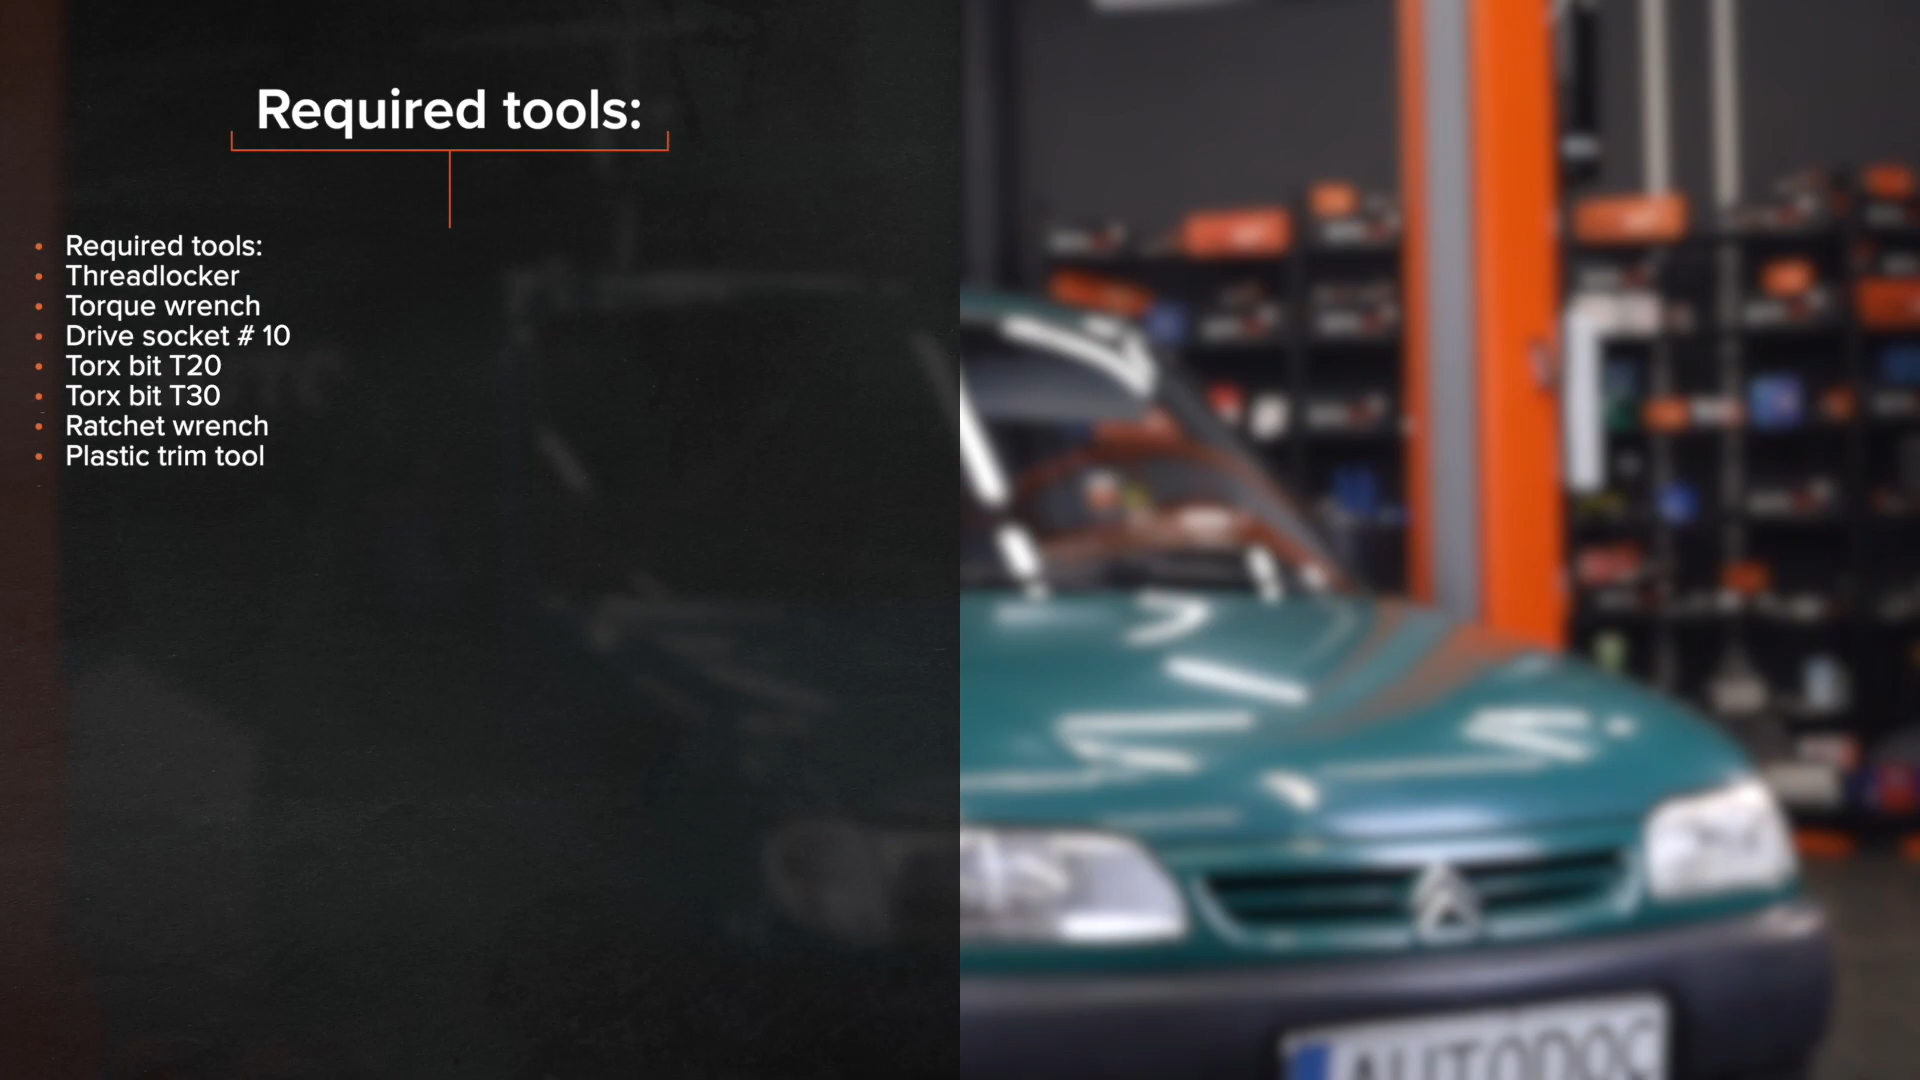 Required tools:
Required tools:
Threadlocker
Torque wrench
Drive socket # 10
Torx bit T20
Torx bit T30
Ratchet wrench
Plastic trim tool
AUTODOC